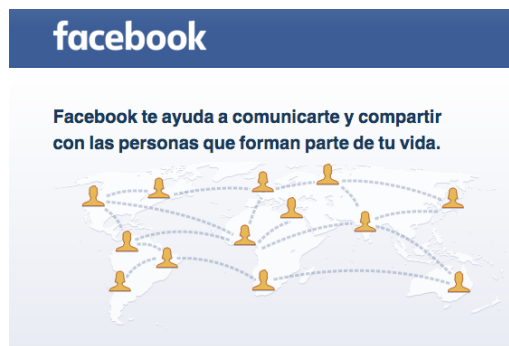 facebook
Facebook te ayuda a comunicarte y compartir
con las personas que forman parte de tu vida.